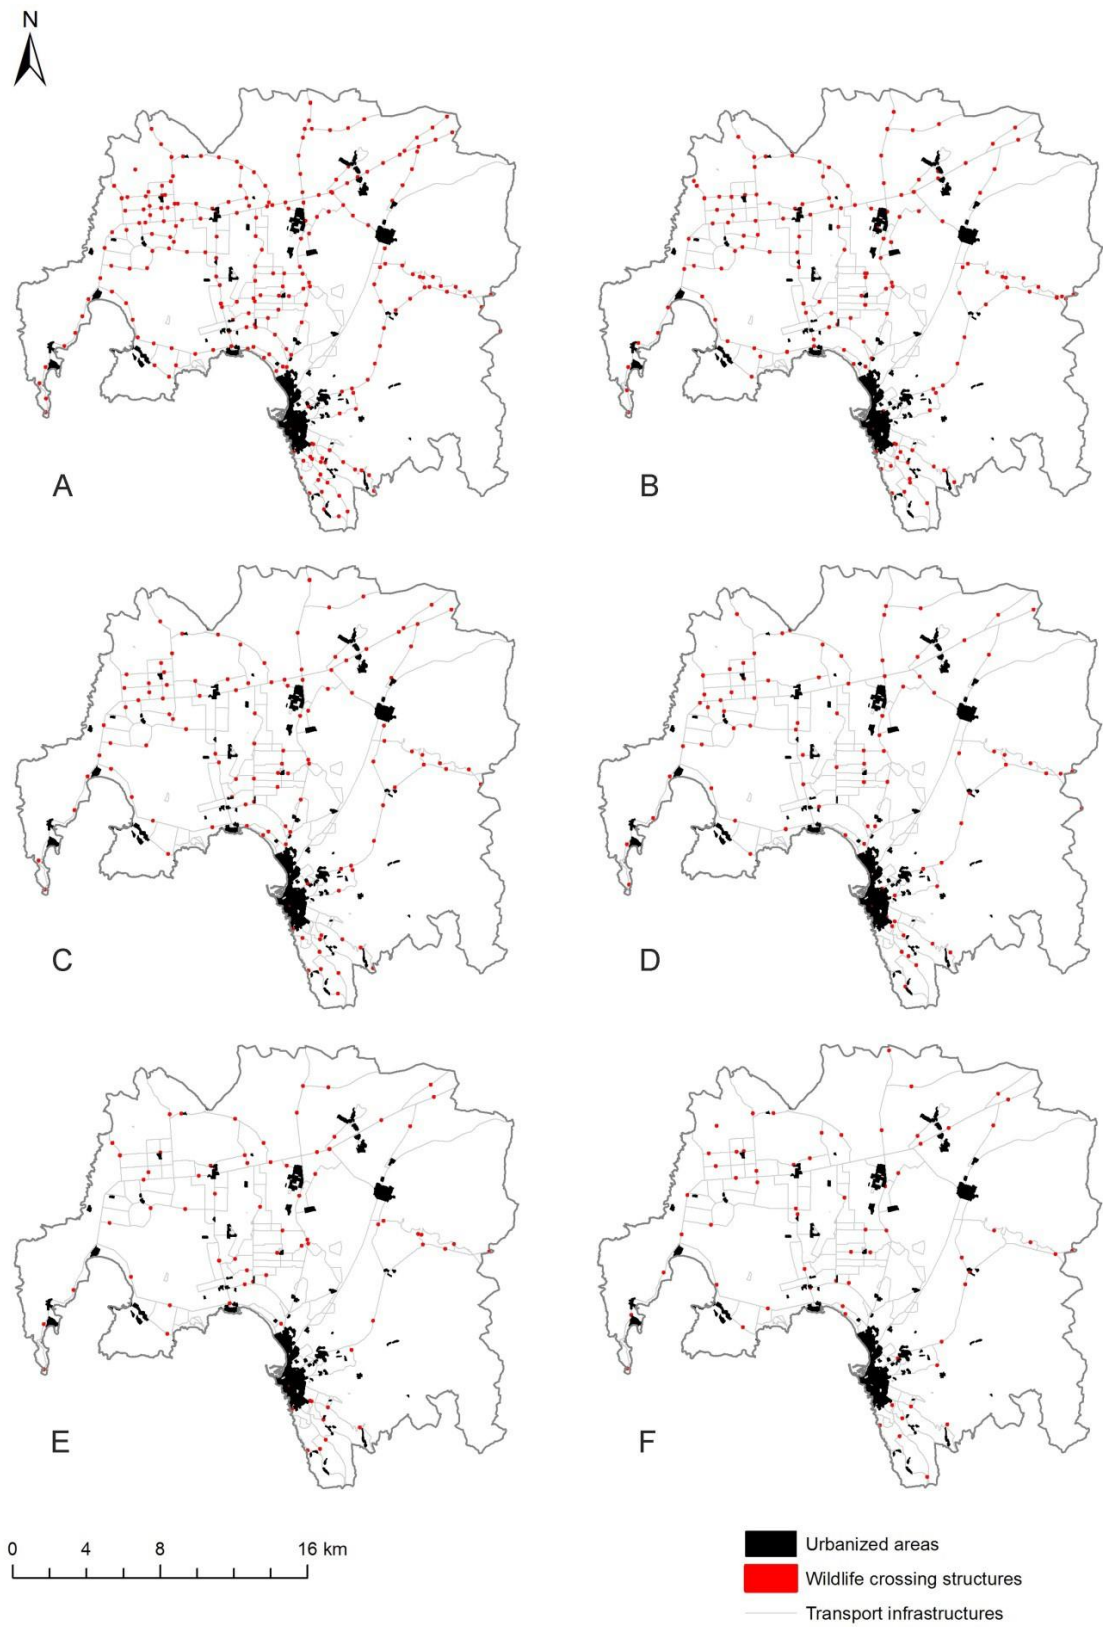 N
A
B
C
D
E
F
0 4 8 16 km
Urbanized areas
Wildlife crossing structures
Transport infrastructures